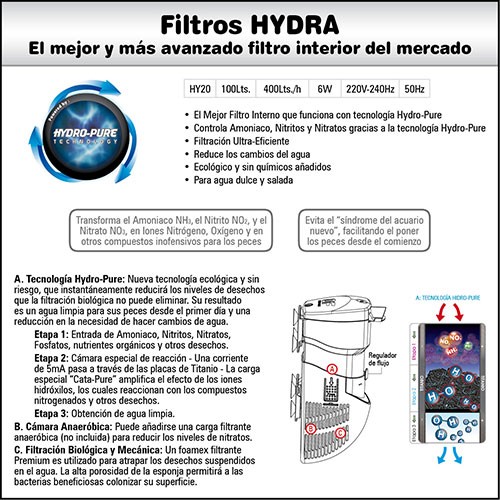 Filtros HYDRA
El mejor y más avanzado filtro interior del mercado
Powered by
HYDRO-PURE
TECHNOLOGY
HY20 100Lts. 400Lts./h 6W 220V-240Hz 50Hz
• El Mejor Filtro Interno que funciona con tecnología Hydro-Pure
• Controla Amoniaco, Nitritos y Nitratos gracias a la tecnología Hydro-Pure
• Filtración Ultra-Eficiente
• Reduce los cambios del agua
• Ecológico y sin químicos añadidos
• Para agua dulce y salada
Transforma el Amoniaco NH₃, el Nitrito NO₂, y el
Nitrato NO₃, en Iones Nitrógeno, Oxígeno y en
otros compuestos inofensivos para los peces
Evita el "síndrome del acuario
nuevo", facilitando el poner
los peces desde el comienzo
A. Tecnología Hydro-Pure: Nueva tecnología ecológica y sin
riesgo, que instantáneamente reducirá los niveles de desechos
que la filtración biológica no puede eliminar. Su resultado
es un agua limpia para sus peces desde el primer día y una
reducción en la necesidad de hacer cambios de agua.
Etapa 1: Entrada de Amoniaco, Nitritos, Nitratos,
Fosfatos, nutrientes orgánicos y otros desechos.
Etapa 2: Cámara especial de reacción - Una corriente
de 5mA pasa a través de las placas de Titanio - La carga
especial "Cata-Pure" amplifica el efecto de los iones
hidróxilos, los cuales reaccionan con los compuestos
nitrogenados y otros desechos.
Etapa 3: Obtención de agua limpia.
B. Cámara Anaeróbica: Puede añadirse una carga filtrante
anaeróbica (no incluida) para reducir los niveles de nitratos.
C. Filtración Biológica y Mecánica: Un foamex filtrante
Premium es utilizado para atrapar los desechos suspendidos
en el agua. La alta porosidad de la esponja permitirá a las
bacterias beneficiosas colonizar su superficie.
Regulador
de flujo
A
B
C
A: TECNOLOGÍA HIDRO-PURE
Etapa 1
Etapa 2
Etapa 3